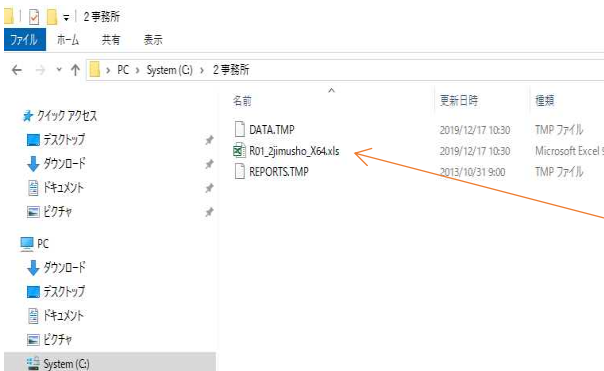 2 事務所
ファイル ホーム 共有 表示
PC › System (C:) › 2 事務所
名前 更新日時 種類
クイック アクセス
デスクトップ
ダウンロード
ドキュメント
ピクチャ
PC
ダウンロード
デスクトップ
ドキュメント
ピクチャ
System (C:)
DATA.TMP 2019/12/17 10:30 TMP ファイル
R01_2jimusho_X64.xls 2019/12/17 10:30 Microsoft Excel 9
REPORTS.TMP 2013/10/31 9:00 TMP ファイル